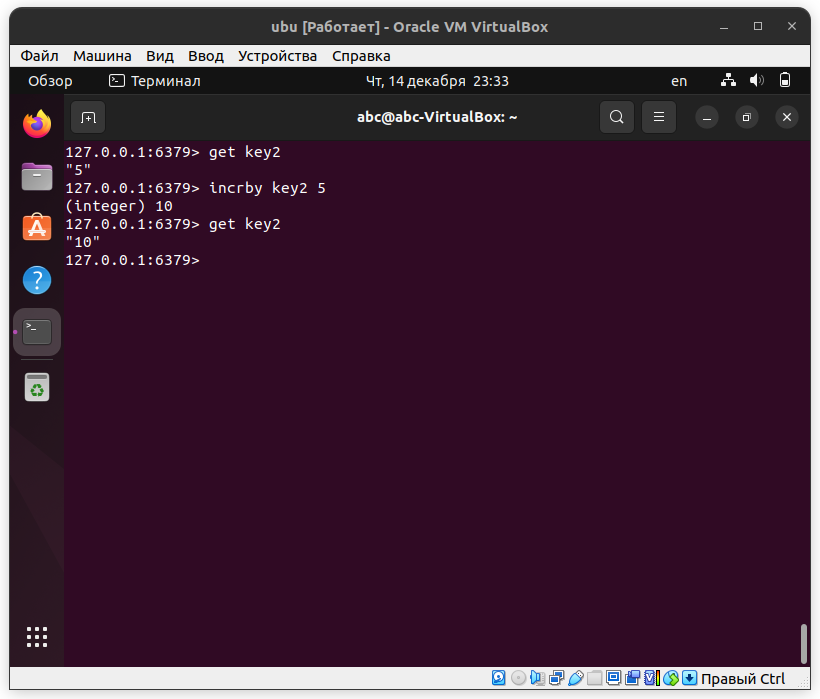 ubu [Работает] - Oracle VM VirtualBox
Файл Машина Вид Ввод Устройства Справка
Обзор Терминал Чт, 14 декабря 23:33 en
abc@abc-VirtualBox: ~
127.0.0.1:6379> get key2
"5"
127.0.0.1:6379> incrby key2 5
(integer) 10
127.0.0.1:6379> get key2
"10"
127.0.0.1:6379>
Правый Ctrl